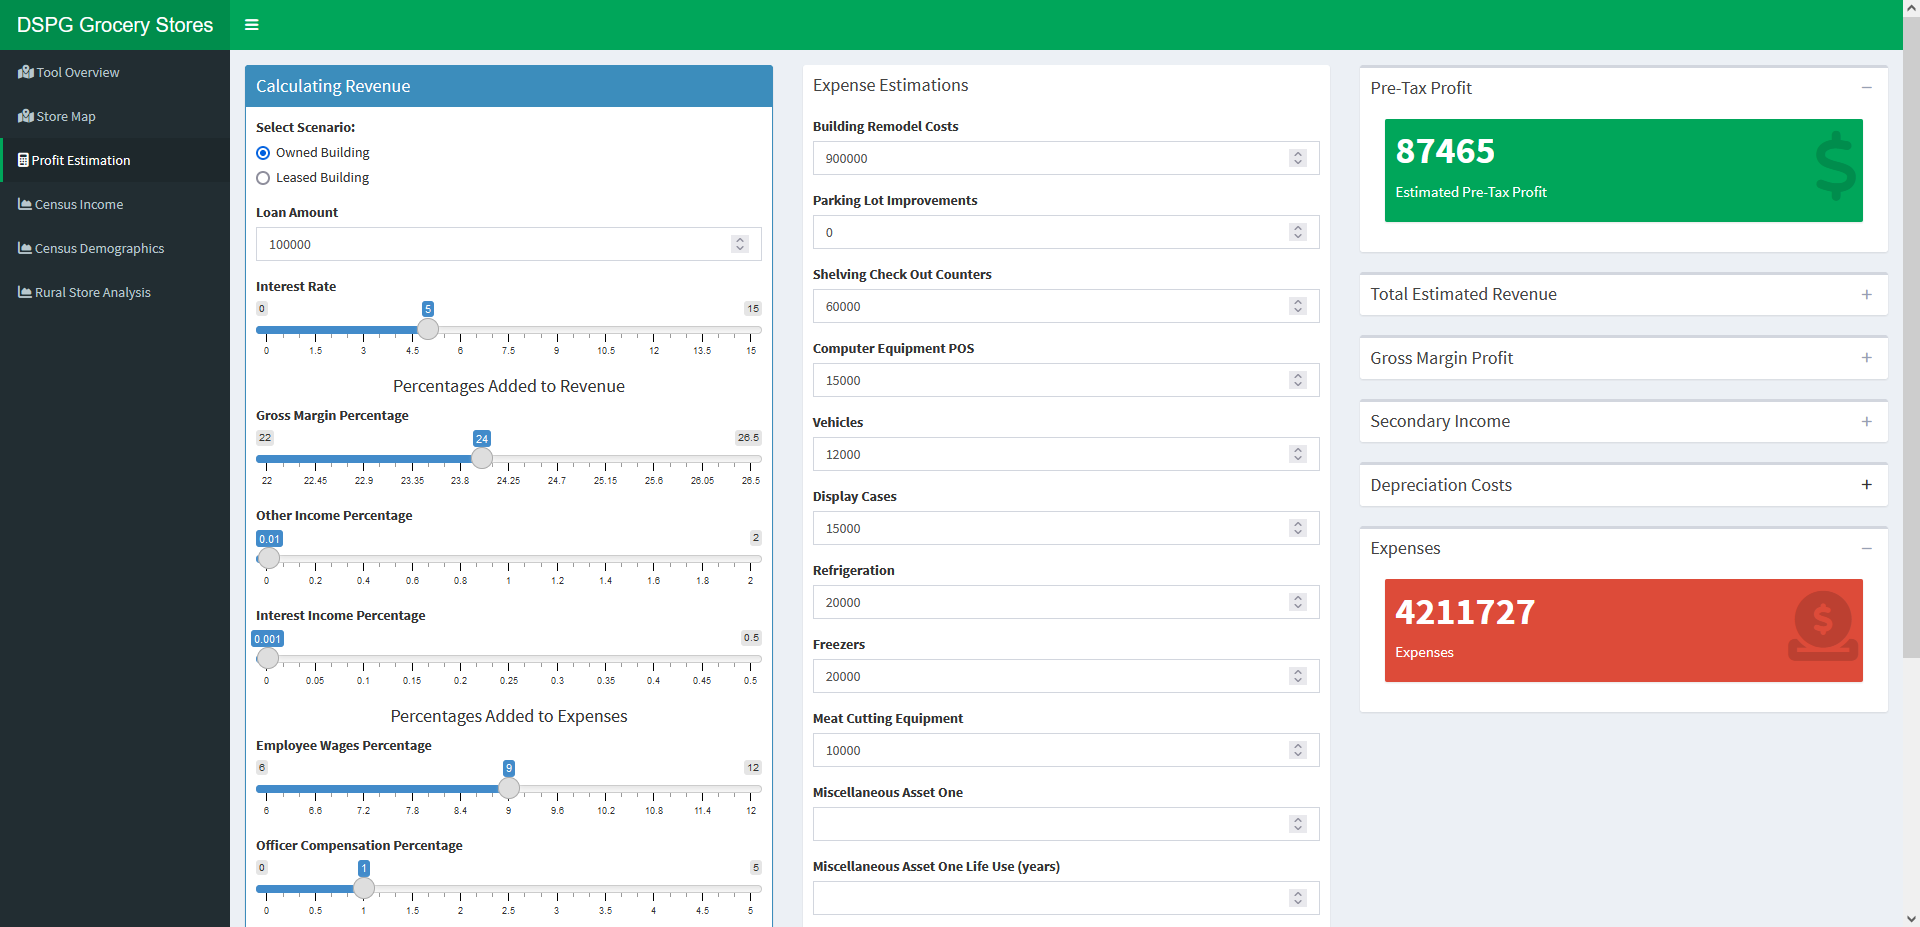 DSPG Grocery Stores
Tool Overview
Store Map
Profit Estimation
Census Income
Census Demographics
Rural Store Analysis
Calculating Revenue
Select Scenario:
Owned Building
Leased Building
Loan Amount
100000
Interest Rate
0 5 15
0 1.5 3 4.5 6 7.5 9 10.5 12 13.5 15
Percentages Added to Revenue
Gross Margin Percentage
22 24 26.5
22 22.45 22.9 23.35 23.8 24.25 24.7 25.15 25.6 26.05 26.5
Other Income Percentage
0.01 2
0 0.2 0.4 0.6 0.8 1 1.2 1.4 1.6 1.8 2
Interest Income Percentage
0.001 0.5
0 0.05 0.1 0.15 0.2 0.25 0.3 0.35 0.4 0.45 0.5
Percentages Added to Expenses
Employee Wages Percentage
6 9 12
6 6.6 7.2 7.8 8.4 9 9.6 10.2 10.8 11.4 12
Officer Compensation Percentage
0 1 5
0 0.5 1 1.5 2 2.5 3 3.5 4 4.5 5
Expense Estimations
Building Remodel Costs
900000
Parking Lot Improvements
0
Shelving Check Out Counters
60000
Computer Equipment POS
15000
Vehicles
12000
Display Cases
15000
Refrigeration
20000
Freezers
20000
Meat Cutting Equipment
10000
Miscellaneous Asset One
Miscellaneous Asset One Life Use (years)
Pre-Tax Profit
87465
$
Estimated Pre-Tax Profit
Total Estimated Revenue
Gross Margin Profit
Secondary Income
Depreciation Costs
Expenses
4211727
$
Expenses